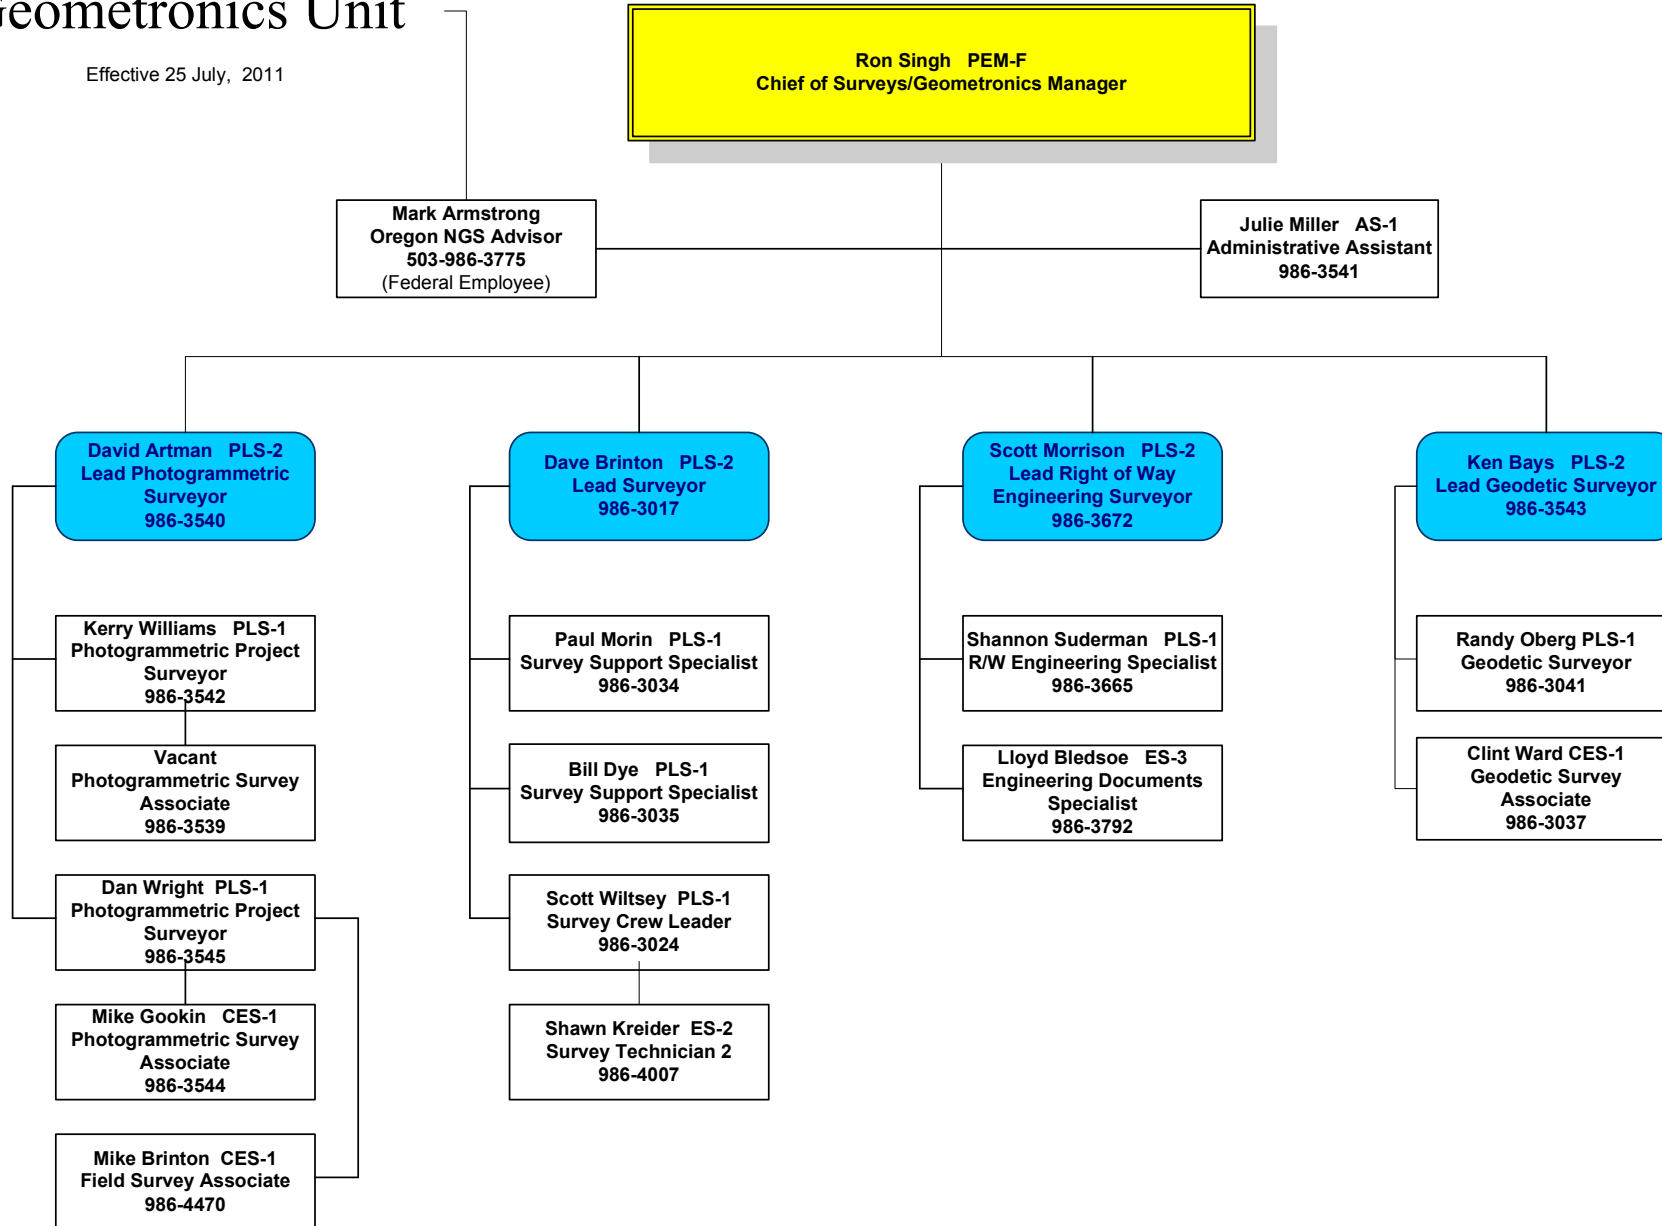 Geometronics Unit
Effective 25 July, 2011
Ron Singh PEM-F
Chief of Surveys/Geometronics Manager
Mark Armstrong
Oregon NGS Advisor
503-986-3775
(Federal Employee)
Julie Miller AS-1
Administrative Assistant
986-3541
David Artman PLS-2
Lead Photogrammetric
Surveyor
986-3540
Dave Brinton PLS-2
Lead Surveyor
986-3017
Scott Morrison PLS-2
Lead Right of Way
Engineering Surveyor
986-3672
Ken Bays PLS-2
Lead Geodetic Surveyor
986-3543
Kerry Williams PLS-1
Photogrammetric Project
Surveyor
986-3542
Paul Morin PLS-1
Survey Support Specialist
986-3034
Shannon Suderman PLS-1
R/W Engineering Specialist
986-3665
Randy Oberg PLS-1
Geodetic Surveyor
986-3041
Vacant
Photogrammetric Survey
Associate
986-3539
Bill Dye PLS-1
Survey Support Specialist
986-3035
Lloyd Bledsoe ES-3
Engineering Documents
Specialist
986-3792
Clint Ward CES-1
Geodetic Survey
Associate
986-3037
Dan Wright PLS-1
Photogrammetric Project
Surveyor
986-3545
Scott Wiltsey PLS-1
Survey Crew Leader
986-3024
Mike Gookin CES-1
Photogrammetric Survey
Associate
986-3544
Shawn Kreider ES-2
Survey Technician 2
986-4007
Mike Brinton CES-1
Field Survey Associate
986-4470